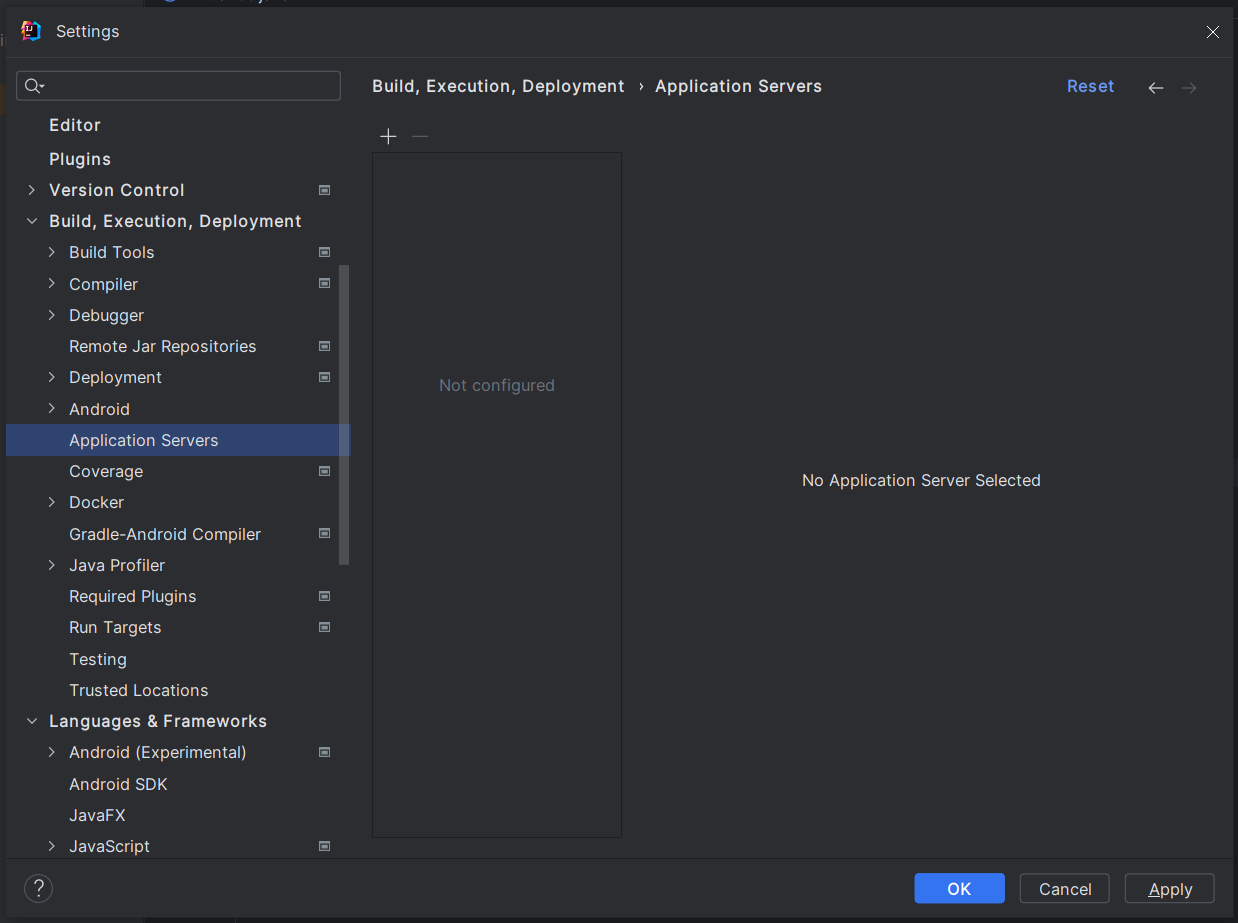 Settings
Build, Execution, Deployment › Application Servers
Reset
Editor
Plugins
Version Control
Build, Execution, Deployment
Build Tools
Compiler
Debugger
Remote Jar Repositories
Deployment
Android
Application Servers
Coverage
Docker
Gradle-Android Compiler
Java Profiler
Required Plugins
Run Targets
Testing
Trusted Locations
Languages & Frameworks
Android (Experimental)
Android SDK
JavaFX
JavaScript
Not configured
No Application Server Selected
?
OK
Cancel
Apply